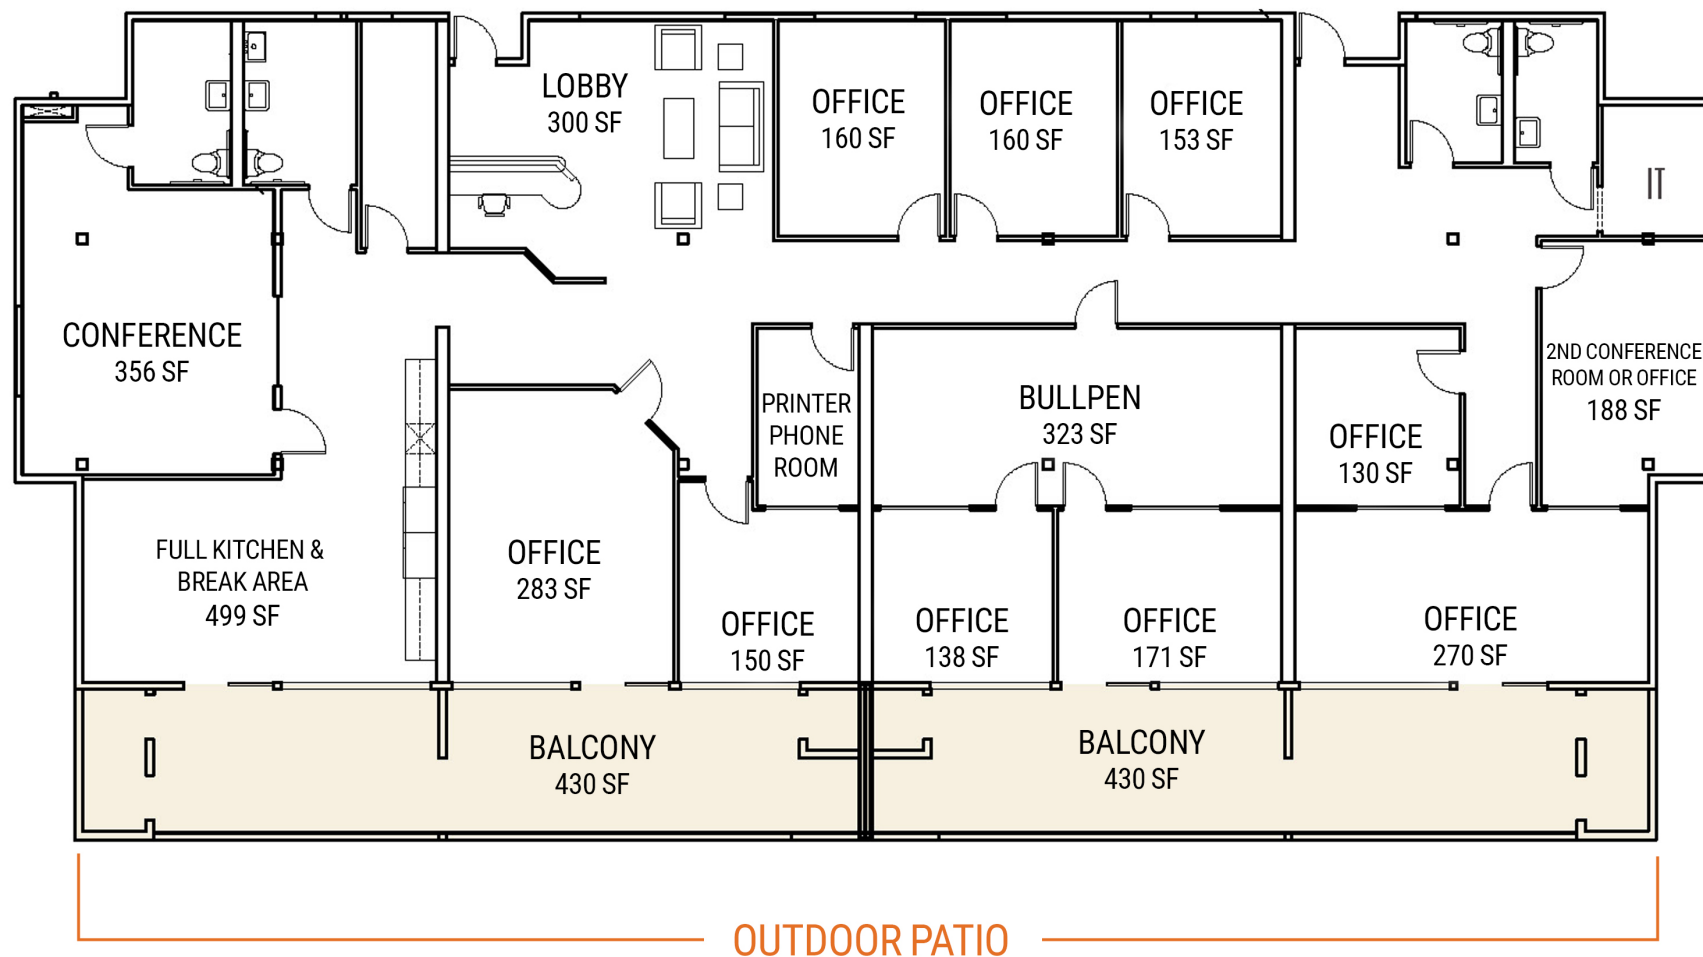 LOBBY
300 SF
OFFICE
160 SF
OFFICE
160 SF
OFFICE
153 SF
IT
CONFERENCE
356 SF
PRINTER
PHONE
ROOM
BULLPEN
323 SF
OFFICE
130 SF
2ND CONFERENCE
ROOM OR OFFICE
188 SF
FULL KITCHEN &
BREAK AREA
499 SF
OFFICE
283 SF
OFFICE
150 SF
OFFICE
138 SF
OFFICE
171 SF
OFFICE
270 SF
BALCONY
430 SF
BALCONY
430 SF
OUTDOOR PATIO